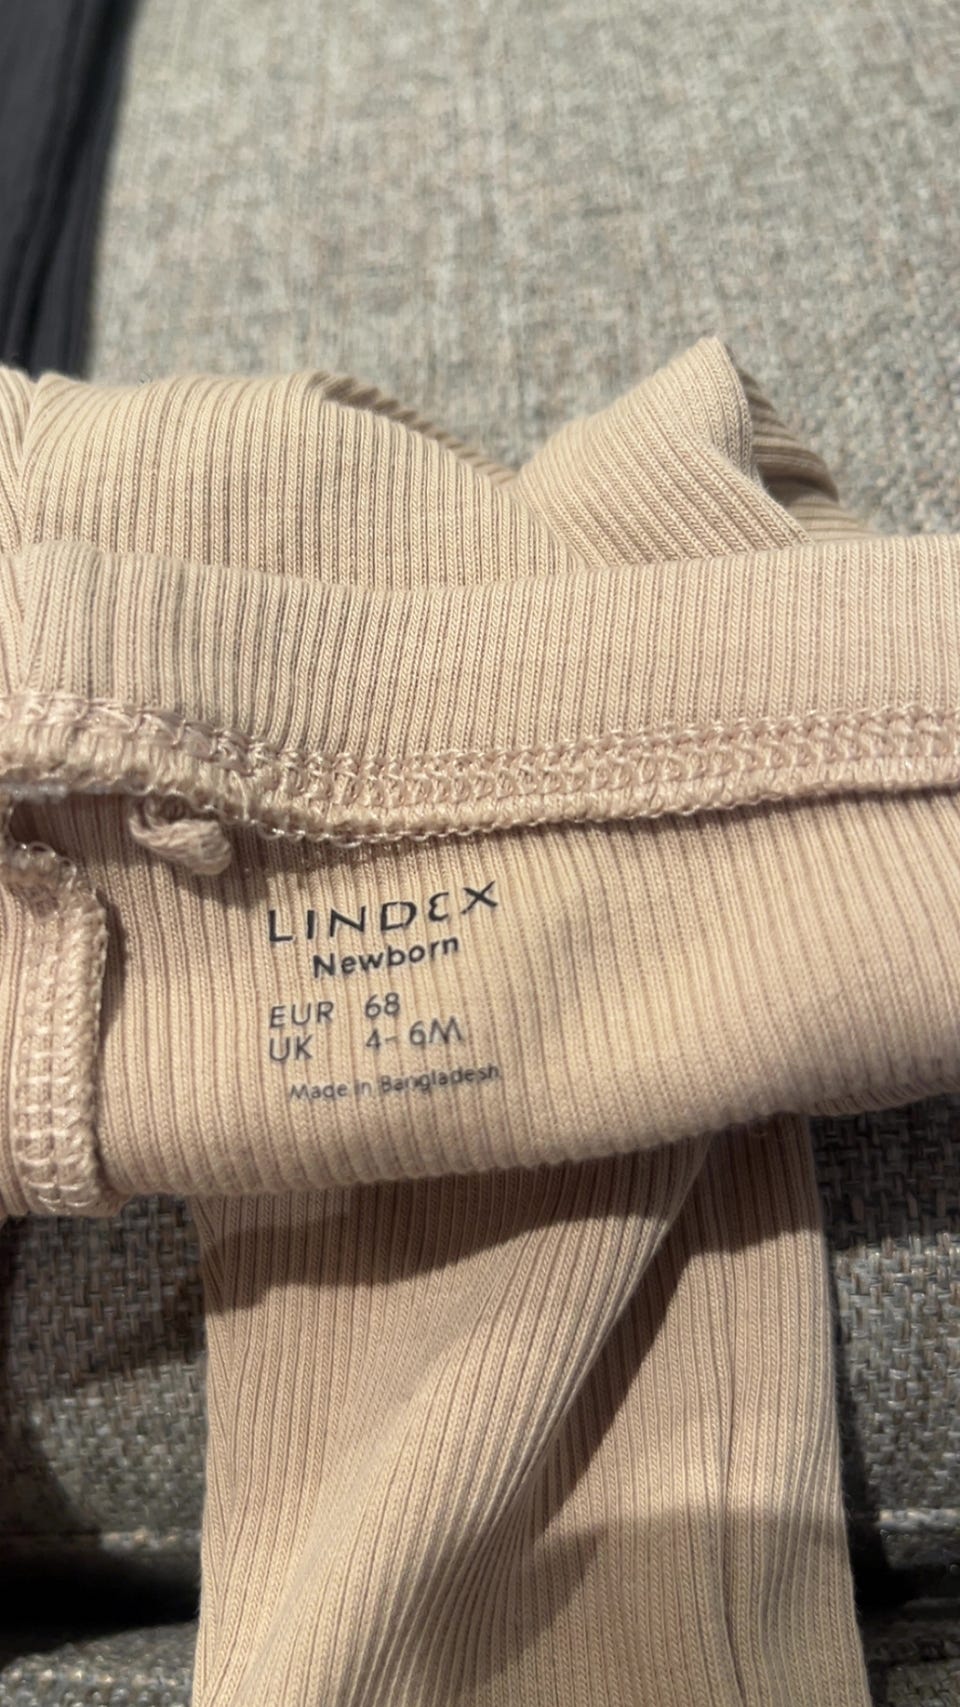 LINDEX
Newborn
EUR 68
UK 4-6M
Made in Bangladesh